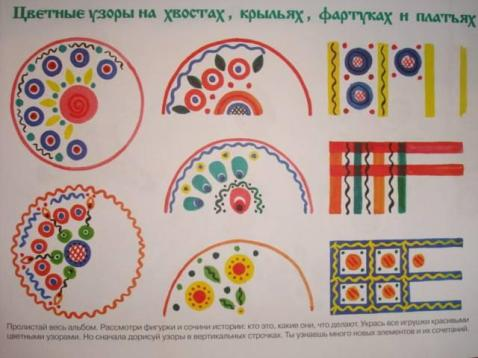 Цветные узоры на хвостах, крыльях, фартуках и платьях
Пролистай весь альбом. Рассмотри фигурки и сочини истории: кто это, какие они, что делают. Укрась все игрушки красивыми
цветными узорами. Но сначала дорисуй узоры в вертикальных строчках. Ты узнаешь много новых элементов и их сочетаний.